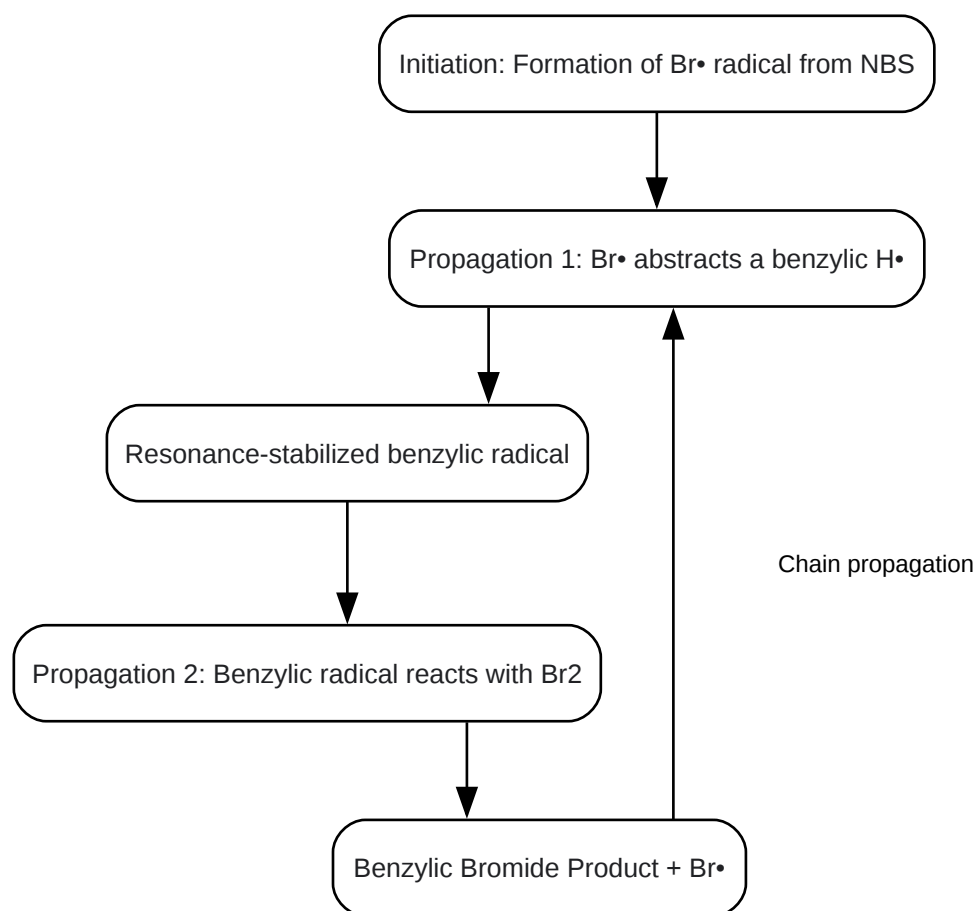 Initiation: Formation of Br• radical from NBS
Propagation 1: Br• abstracts a benzylic H•
Resonance-stabilized benzylic radical
Chain propagation
Propagation 2: Benzylic radical reacts with Br2
Benzylic Bromide Product + Br•